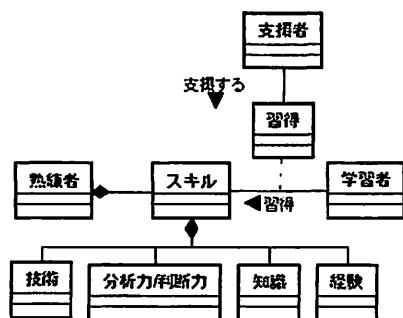 支援者
支援する
習得
熟練者
スキル
学習者
習得
技術
分析力/判断力
知識
経験